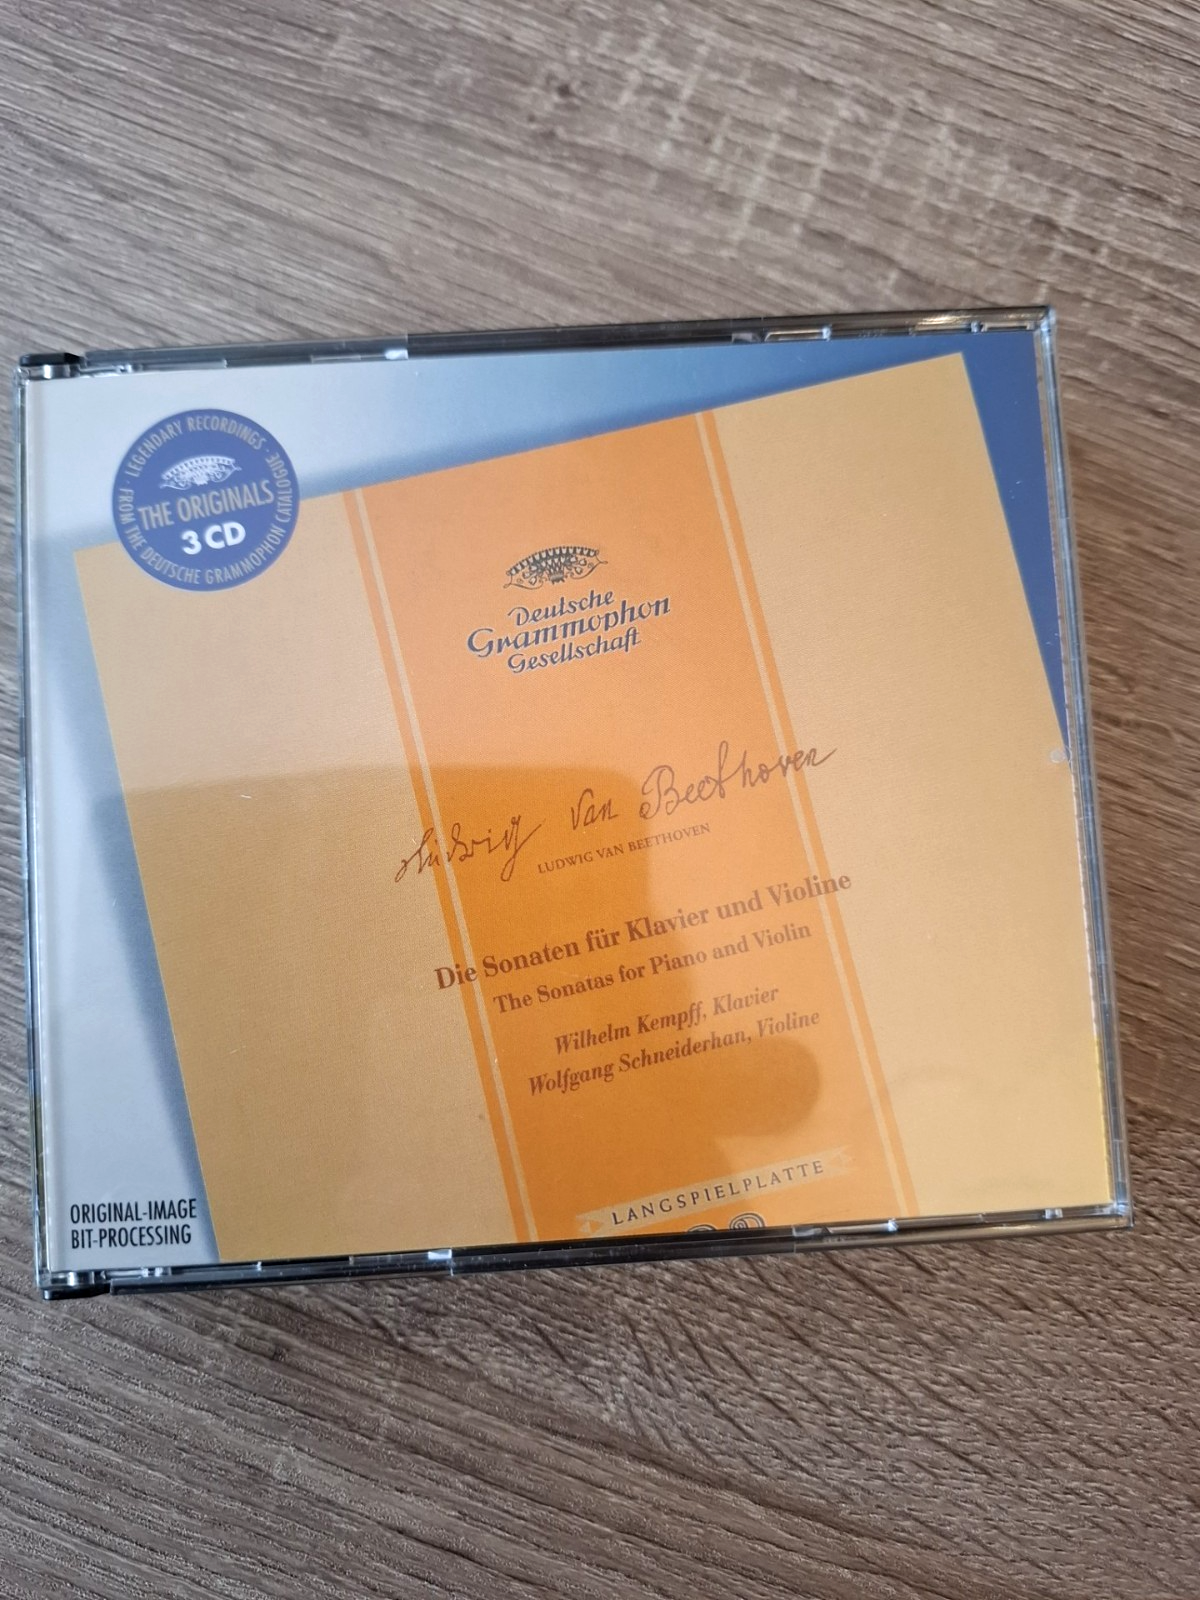 LEGENDARY RECORDINGS ·
FROM THE DEUTSCHE GRAMMOPHON CATALOGUE ·
THE ORIGINALS
3 CD
Deutsche
Grammophon
Gesellschaft
Ludwig van Beethoven
LUDWIG VAN BEETHOVEN
Die Sonaten für Klavier und Violine
The Sonatas for Piano and Violin
Wilhelm Kempff, Klavier
Wolfgang Schneiderhan, Violine
LANGSPIELPLATTE
ORIGINAL-IMAGE
BIT-PROCESSING